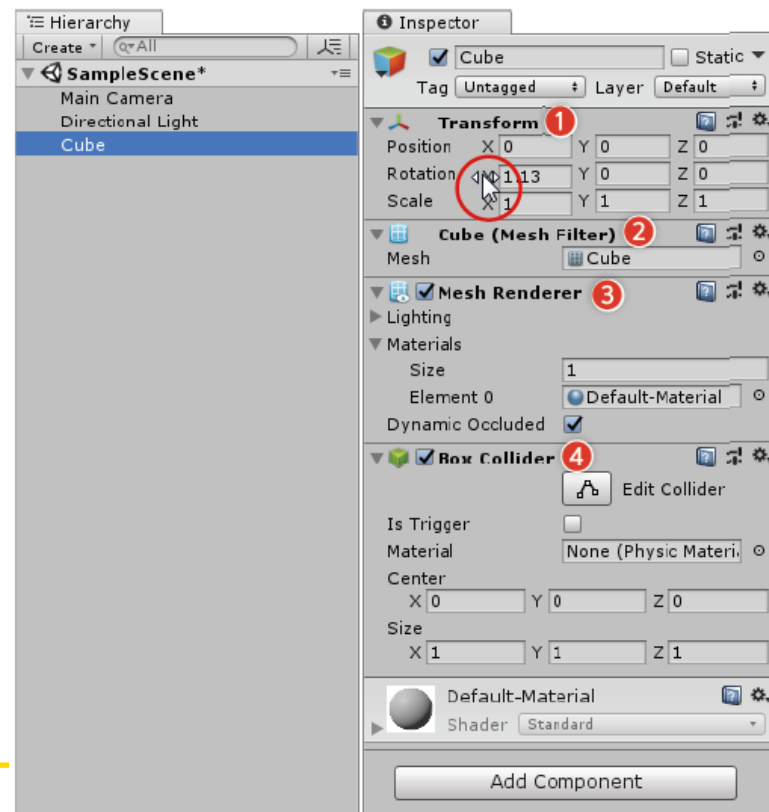 Hierarchy
Create All
SampleScene*
Main Camera
Directional Light
Cube
Inspector
Cube Static
Tag Untagged Layer Default
Transform 1
Position X 0 Y 0 Z 0
Rotation 1.13 Y 0 Z 0
Scale X 1 Y 1 Z 1
Cube (Mesh Filter) 2
Mesh Cube
Mesh Renderer 3
Lighting
Materials
Size 1
Element 0 Default-Material
Dynamic Occluded
Box Collider 4
Edit Collider
Is Trigger
Material None (Physic Materi
Center
X 0 Y 0 Z 0
Size
X 1 Y 1 Z 1
Default-Material
Shader Standard
Add Component